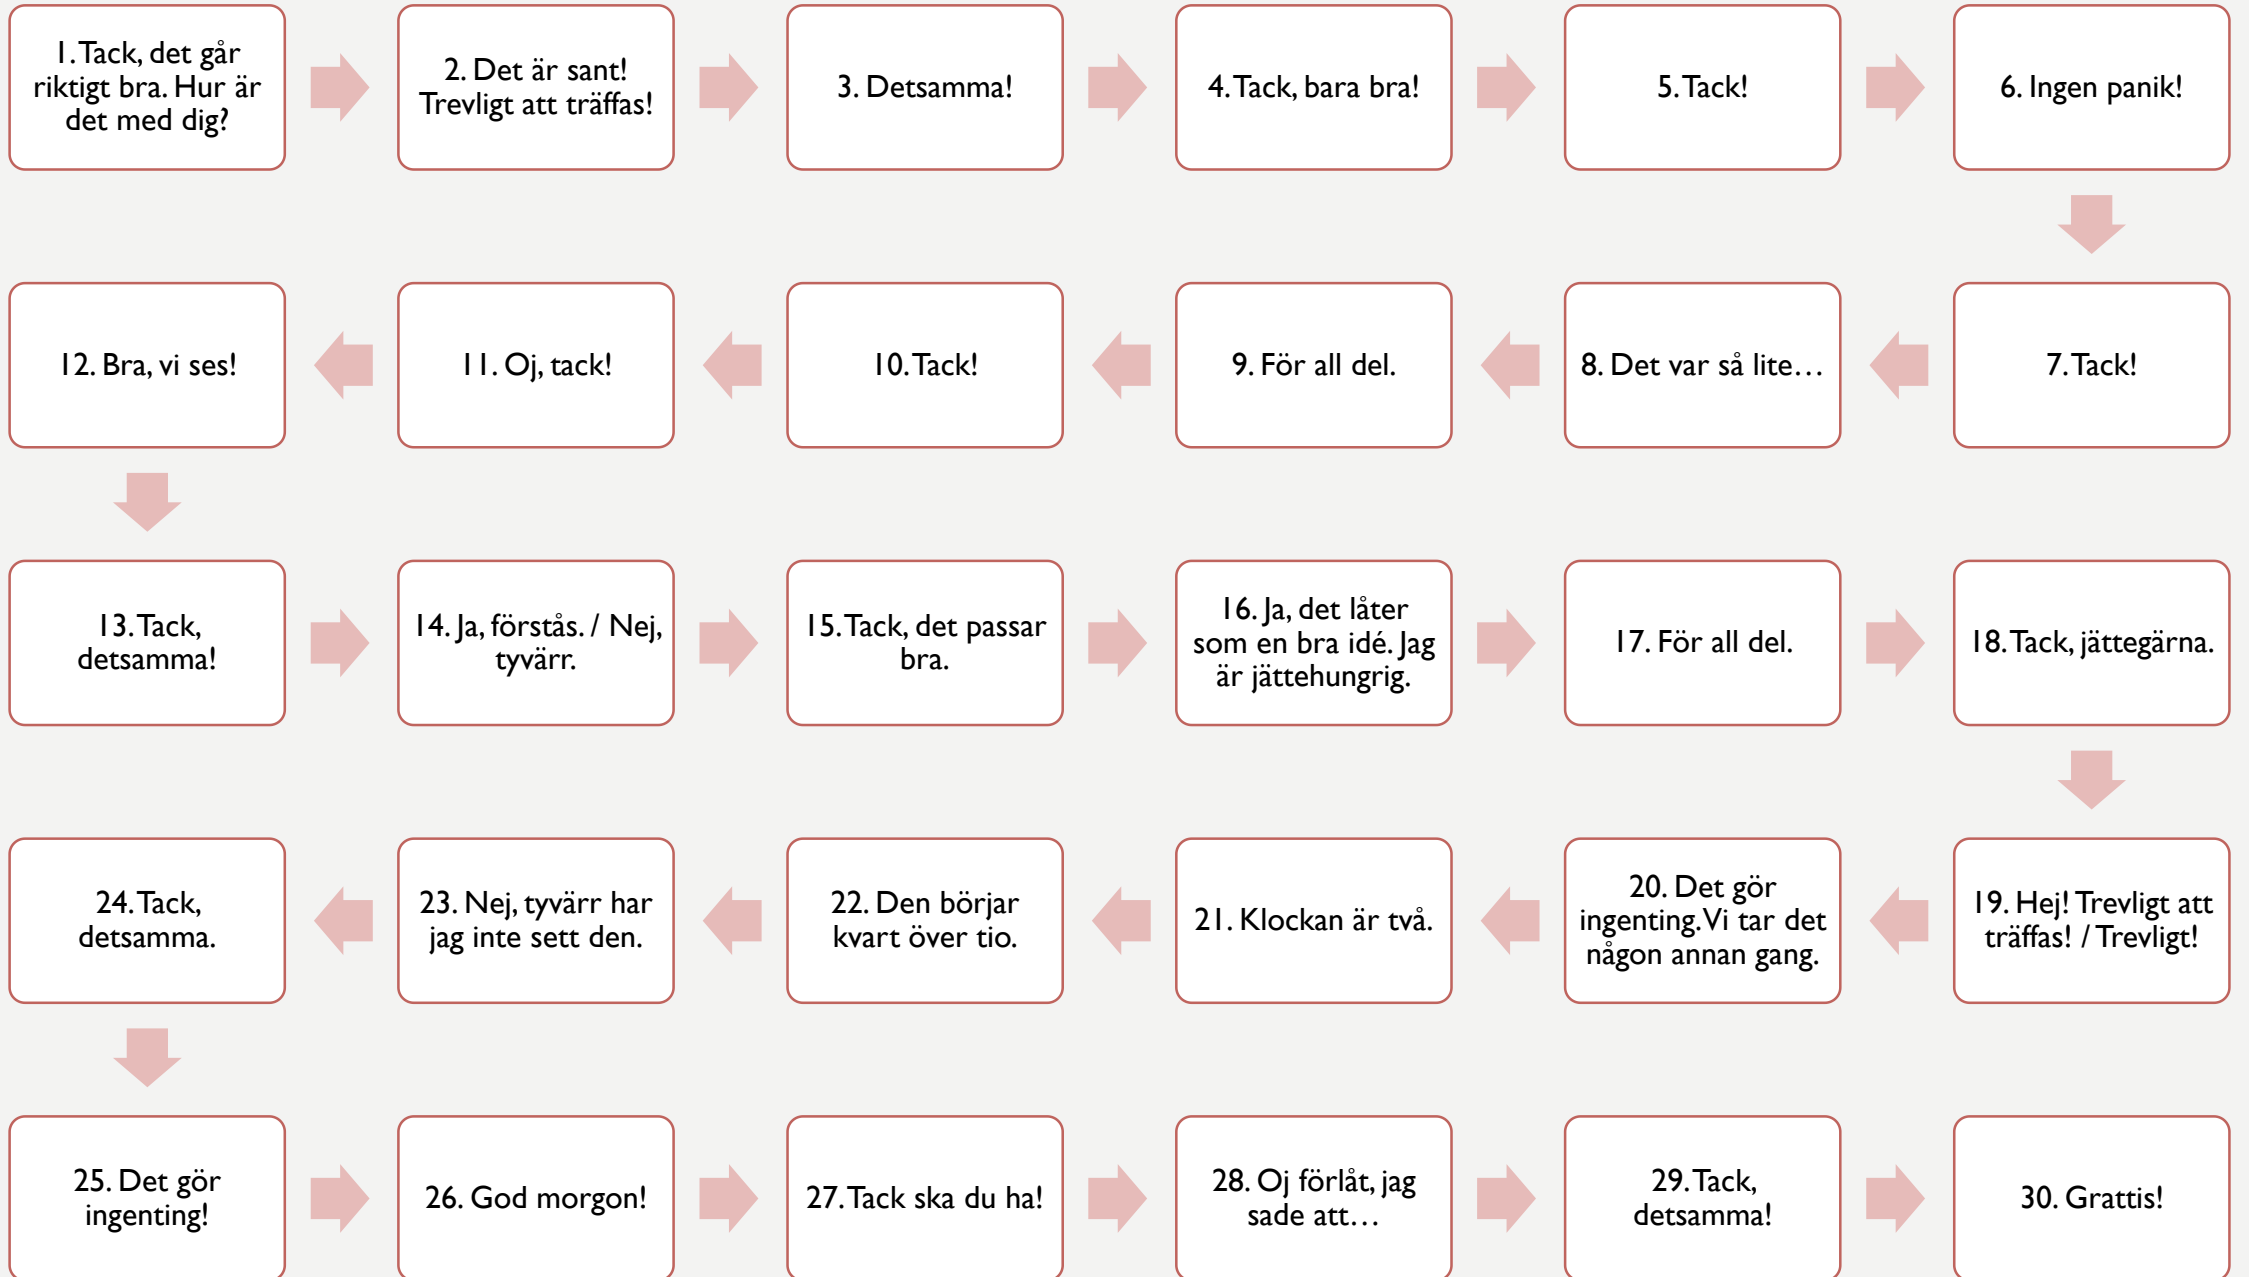 1. Tack, det går
riktigt bra. Hur är
det med dig?
2. Det är sant!
Trevligt att träffas!
3. Detsamma!
4. Tack, bara bra!
5. Tack!
6. Ingen panik!
7. Tack!
8. Det var så lite…
9. För all del.
10. Tack!
11. Oj, tack!
12. Bra, vi ses!
13. Tack,
detsamma!
14. Ja, förstås. / Nej,
tyvärr.
15. Tack, det passar
bra.
16. Ja, det låter
som en bra idé. Jag
är jättehungrig.
17. För all del.
18. Tack, jättegärna.
19. Hej! Trevligt att
träffas! / Trevligt!
20. Det gör
ingenting. Vi tar det
någon annan gang.
21. Klockan är två.
22. Den börjar
kvart över tio.
23. Nej, tyvärr har
jag inte sett den.
24. Tack,
detsamma.
25. Det gör
ingenting!
26. God morgon!
27. Tack ska du ha!
28. Oj förlåt, jag
sade att…
29. Tack,
detsamma!
30. Grattis!